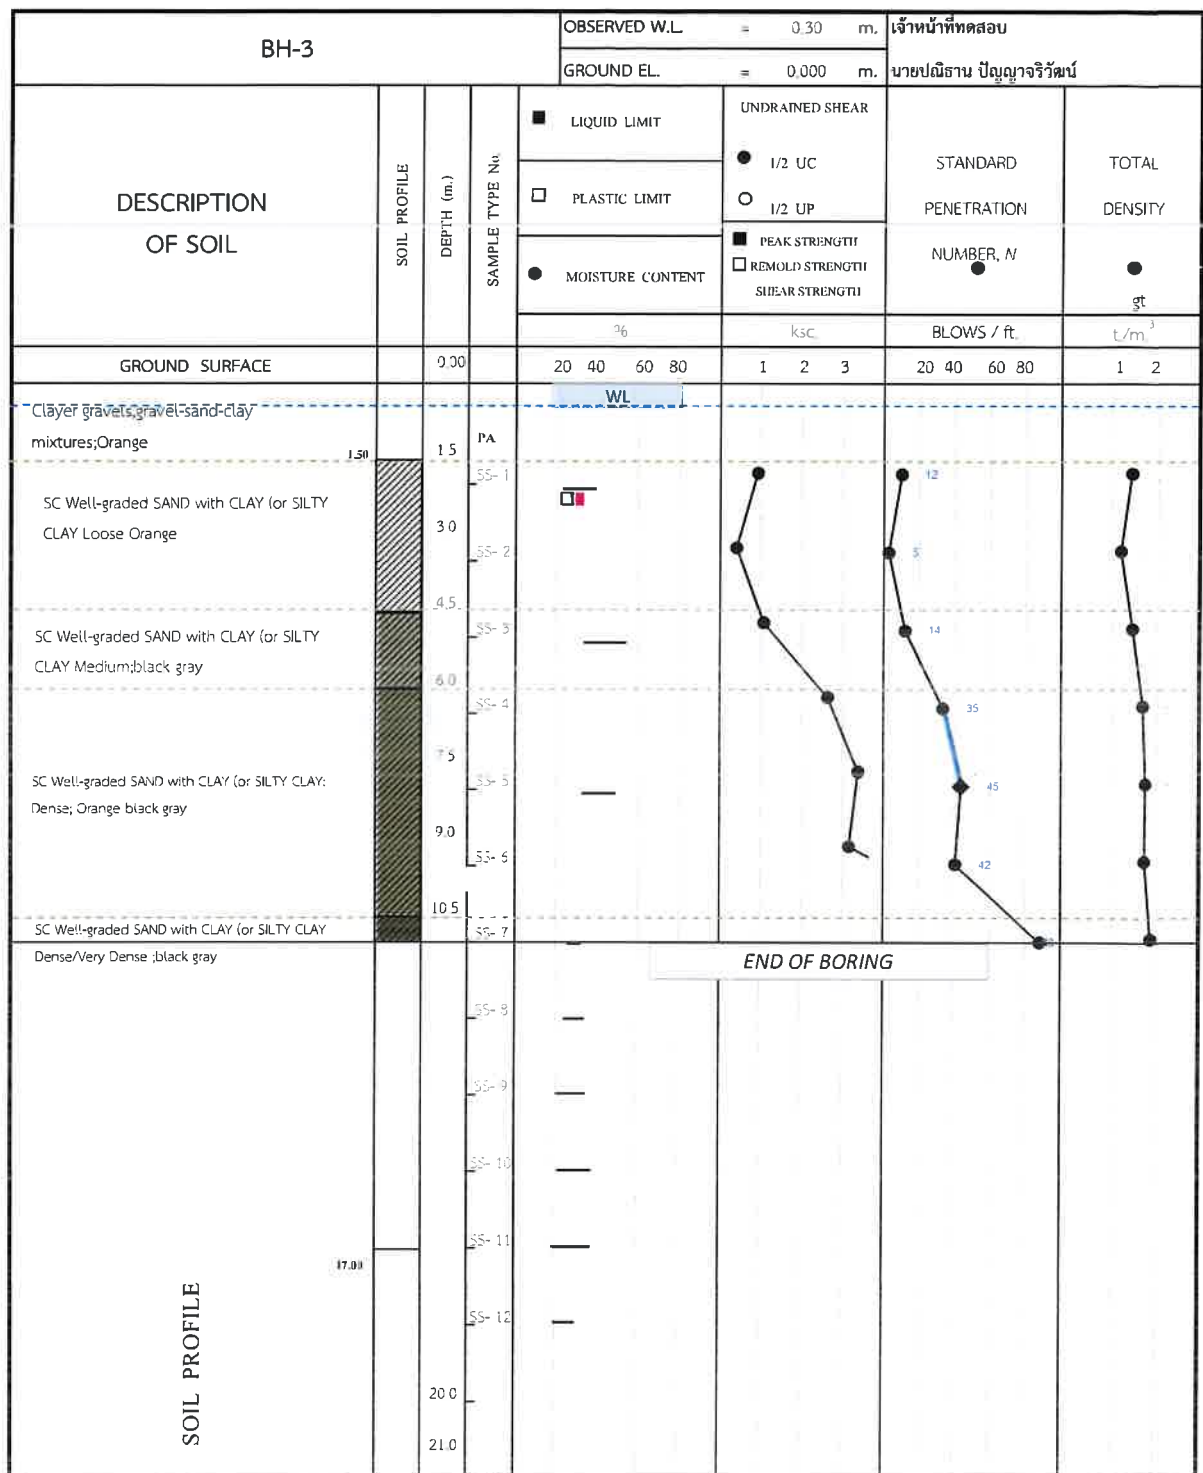 BH-3
OBSERVED W.L. = 0.30 m.
เจ้าหน้าที่ทดสอบ
GROUND EL. = 0.000 m.
นายปณิธาน ปัญญาจริวัฒน์
DESCRIPTION
OF SOIL
SOIL PROFILE
DEPTH (m.)
SAMPLE TYPE No.
LIQUID LIMIT
PLASTIC LIMIT
MOISTURE CONTENT
%
UNDRAINED SHEAR
1/2 UC
1/2 UP
PEAK STRENGTH
REMOLD STRENGTH
SHEAR STRENGTH
ksc.
STANDARD
PENETRATION
NUMBER, N
BLOWS / ft.
TOTAL
DENSITY
gt
t/m.3
GROUND SURFACE
0.00
20 40 60 80
1 2 3
20 40 60 80
1 2
WL
Clayer gravels,gravel-sand-clay
mixtures;Orange
1.50
1.5
PA
SS- 1
12
SC Well-graded SAND with CLAY (or SILTY
CLAY Loose Orange
3.0
SS- 2
5
4.5
SS- 3
14
SC Well-graded SAND with CLAY (or SILTY
CLAY Medium;black gray
6.0
SS- 4
35
7.5
SS- 5
45
SC Well-graded SAND with CLAY (or SILTY CLAY:
Dense; Orange black gray
9.0
SS- 6
42
10.5
SC Well-graded SAND with CLAY (or SILTY CLAY
SS- 7
Dense/Very Dense ;black gray
END OF BORING
SS- 8
SS- 9
SS- 10
SS- 11
17.00
SS- 12
SOIL PROFILE
20.0
21.0